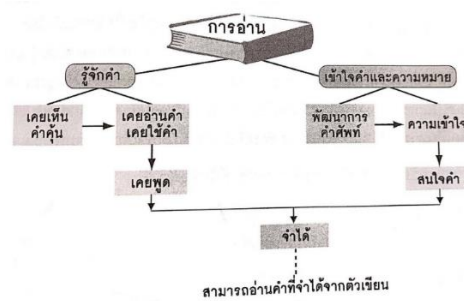 การอ่าน
รู้จักคำ
เข้าใจคำและความหมาย
เคยเห็น
คำคุ้น
เคยอ่านคำ
เคยใช้คำ
พัฒนาการ
คำศัพท์
ความเข้าใจ
เคยพูด
สนใจคำ
จำได้
สามารถอ่านคำที่จำได้จากตัวเขียน